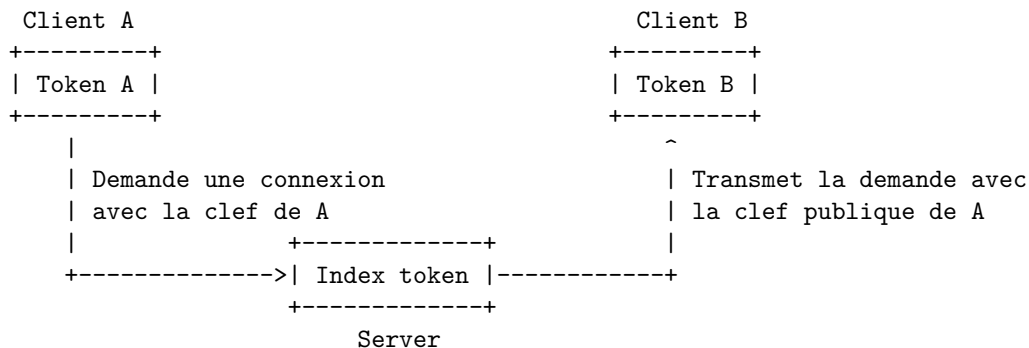 Client A Client B
Token A Token B
Demande une connexion Transmet la demande avec
avec la clef de A la clef publique de A
Index token
Server